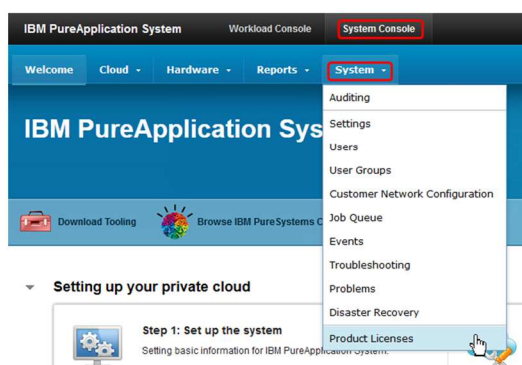 IBM PureApplication System Workload Console System Console
Welcome Cloud Hardware Reports System
Auditing
IBM PureApplication Sys
Settings
Users
User Groups
Customer Network Configuration
Download Tooling Browse IBM PureSystems C
Job Queue
Events
Troubleshooting
Problems
Disaster Recovery
Product Licenses
Setting up your private cloud
Step 1: Set up the system
Setting basic information for IBM PureApplication System.